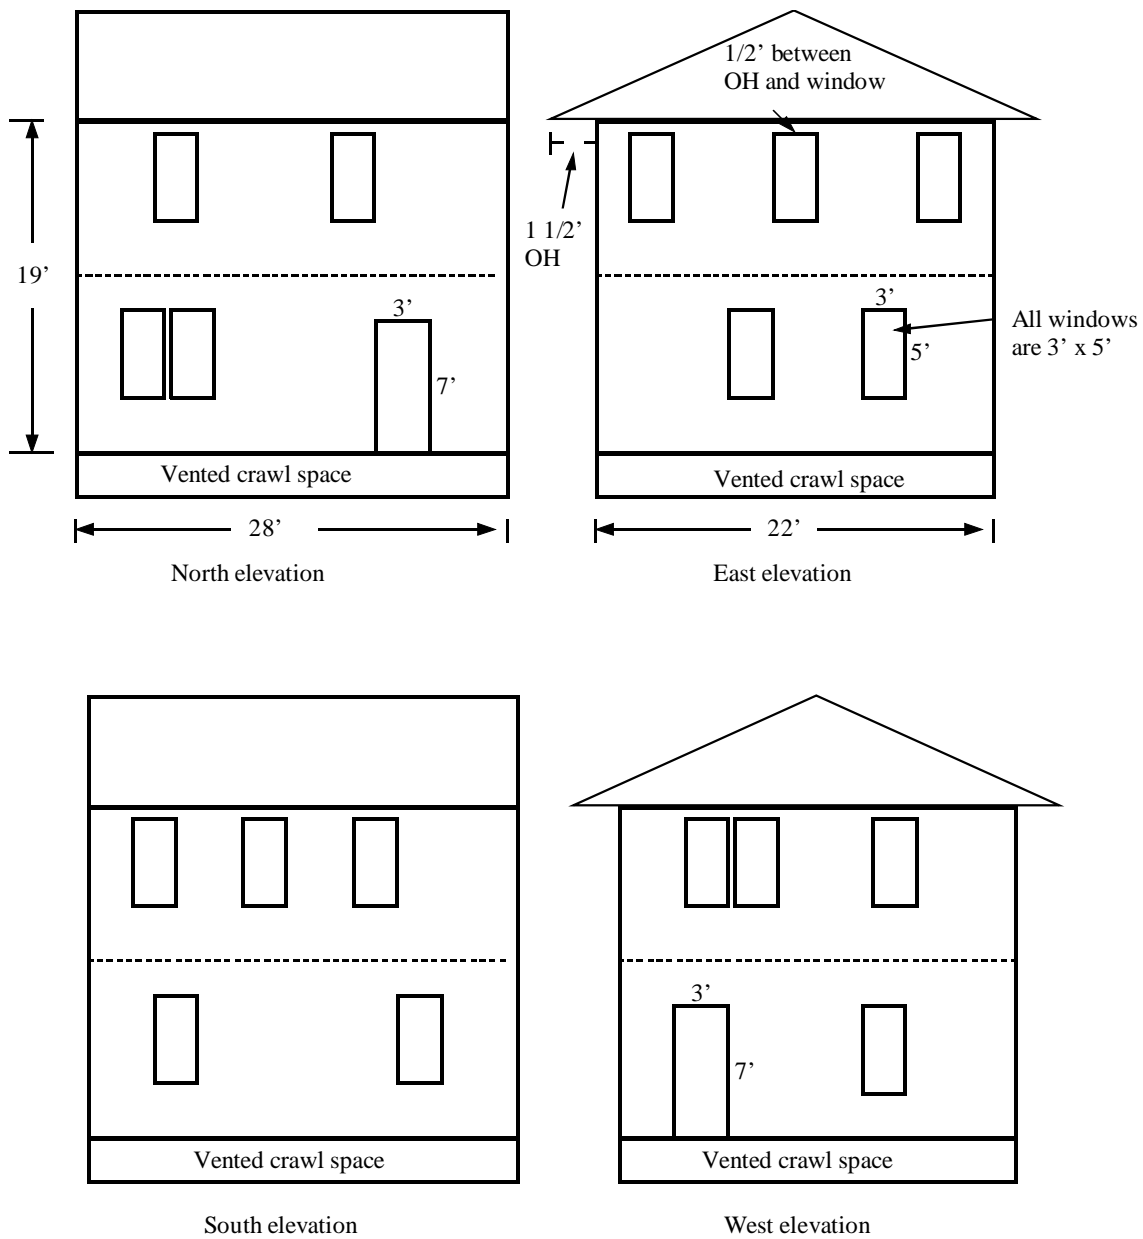 1/2’ between
OH and window
1 1/2’
OH
19’
3’
7’
3’
5’
All windows
are 3’ x 5’
Vented crawl space
Vented crawl space
28’
22’
North elevation
East elevation
3’
7’
Vented crawl space
Vented crawl space
South elevation
West elevation